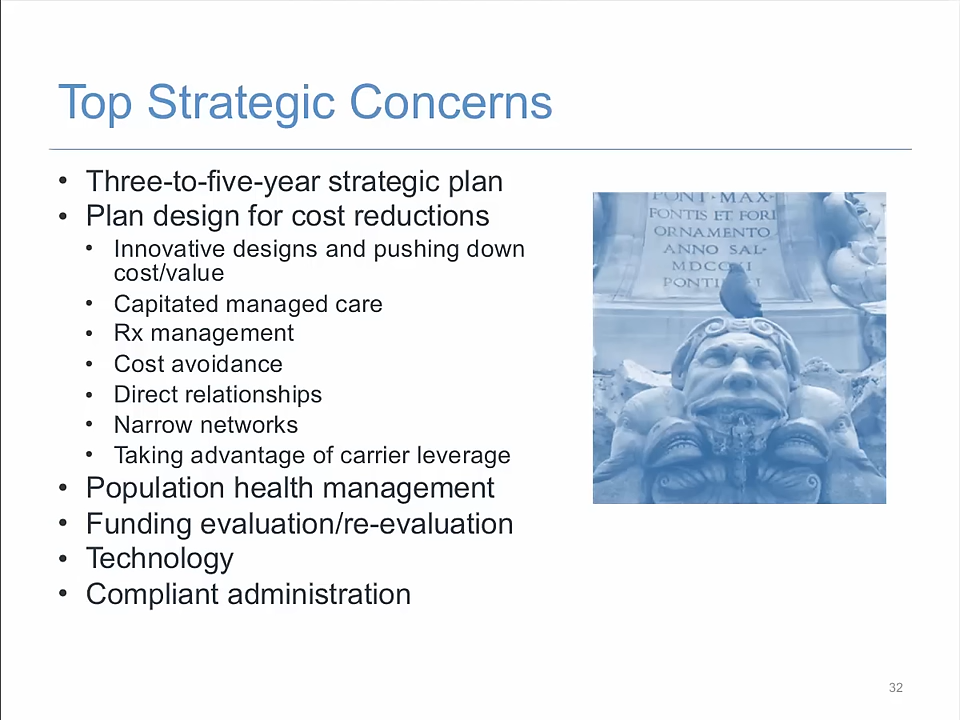 Top Strategic Concerns
• Three-to-five-year strategic plan
• Plan design for cost reductions
• Innovative designs and pushing down
cost/value
• Capitated managed care
• Rx management
• Cost avoidance
• Direct relationships
• Narrow networks
• Taking advantage of carrier leverage
• Population health management
• Funding evaluation/re-evaluation
• Technology
• Compliant administration
PONT·MAX·
FONTIS ET FORI
ORNAMENTO
ANNO SAL·
32